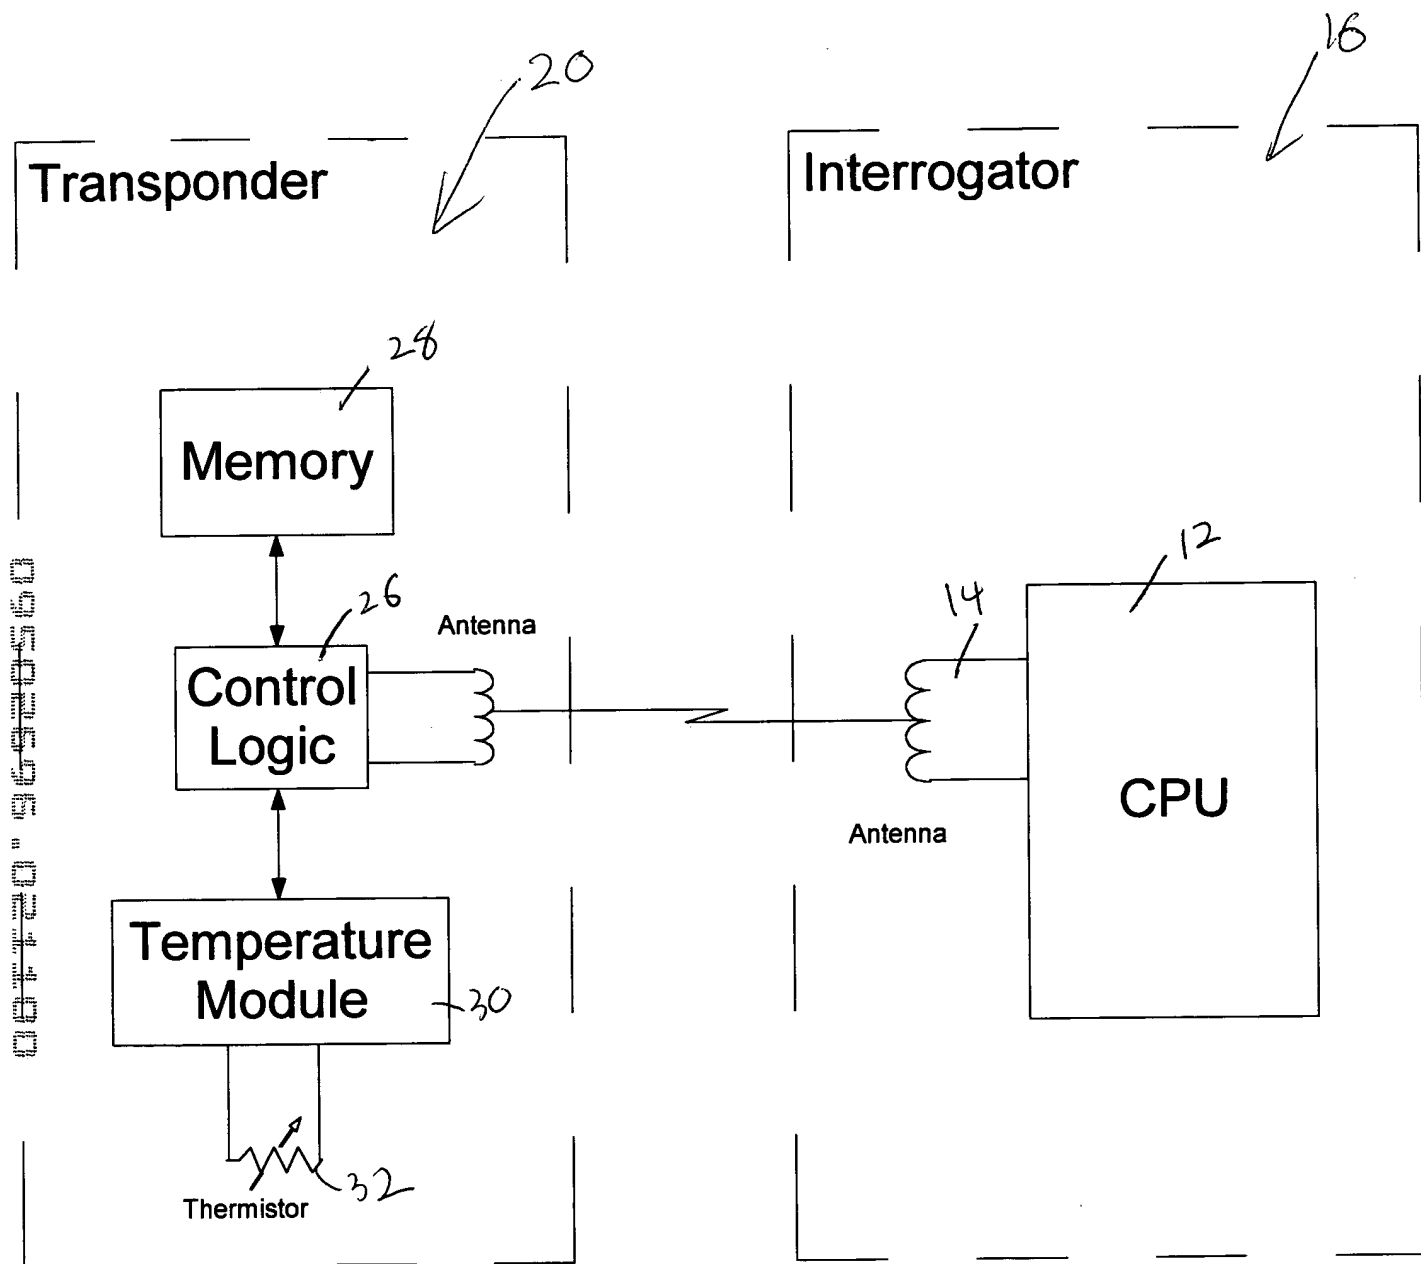 20
16
Transponder
Interrogator
28
Memory
12
26
14
Antenna
Control
Logic
CPU
Antenna
Temperature
Module
30
32
Thermistor